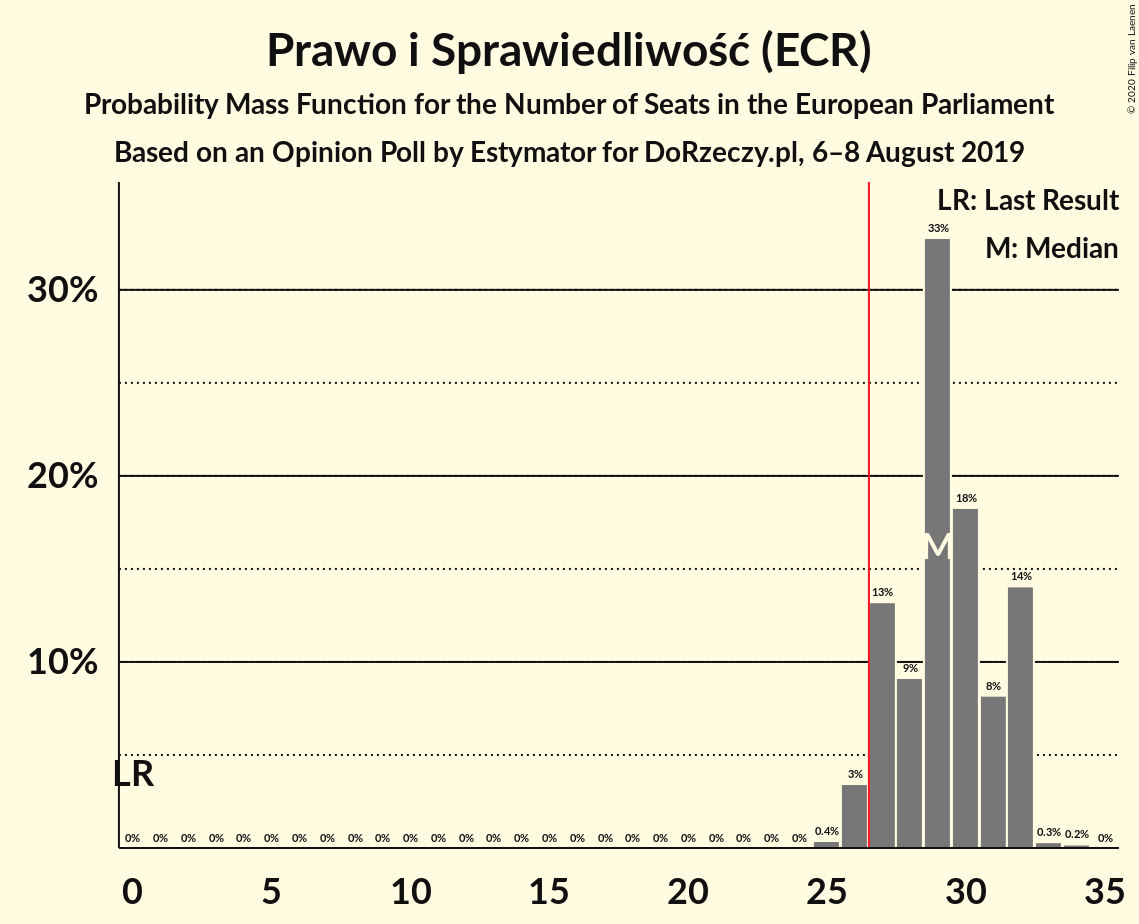 Prawo i Sprawiedliwość (ECR)
Probability Mass Function for the Number of Seats in the European Parliament
Based on an Opinion Poll by Estymator for DoRzeczy.pl, 6–8 August 2019
© 2020 Filip van Laenen
LR: Last Result
M: Median
33%
30%
20%
18%
M
14%
13%
10%
9%
8%
LR
3%
0% 0% 0% 0% 0% 0% 0% 0% 0% 0% 0% 0% 0% 0% 0% 0% 0% 0% 0% 0% 0% 0% 0% 0% 0% 0.4% 0.3% 0.2% 0%
0 5 10 15 20 25 30 35